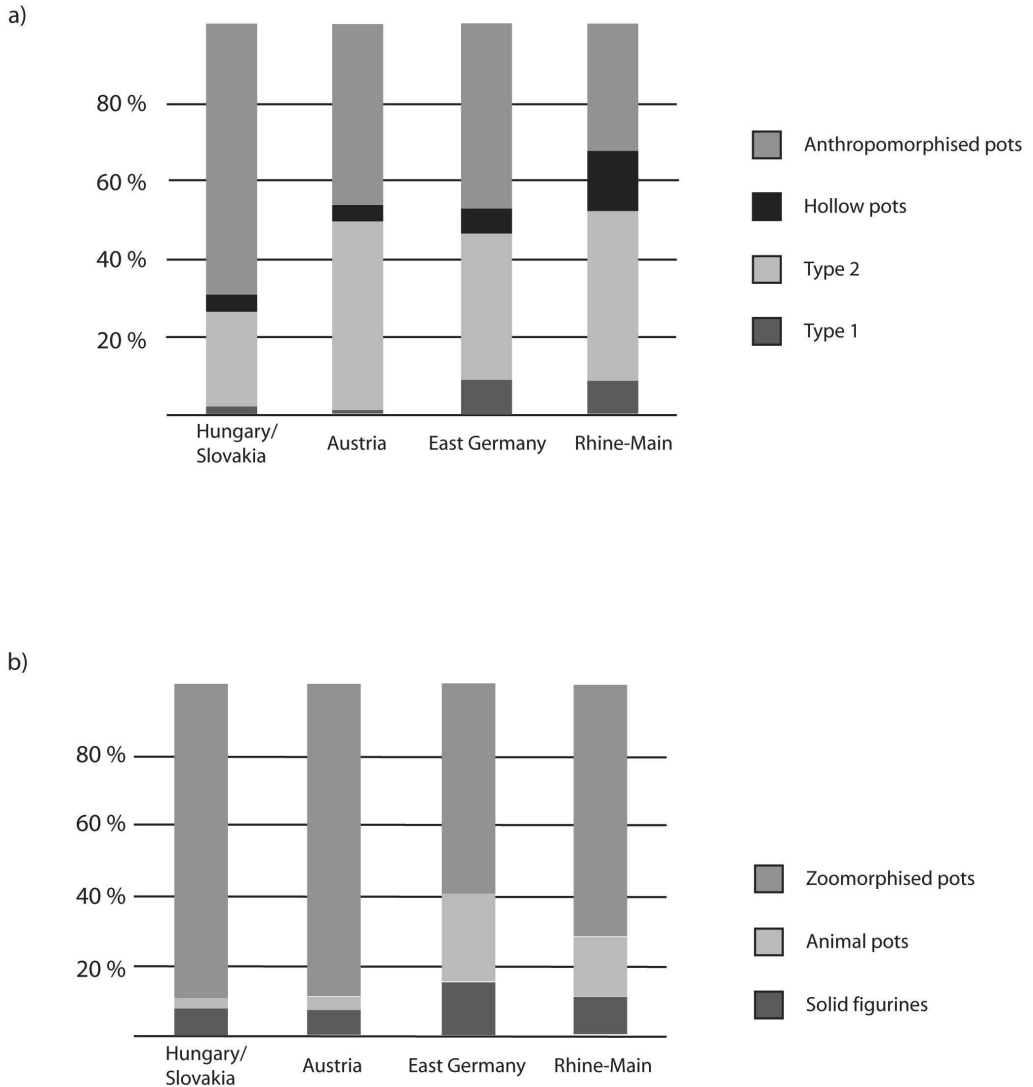 a)
80 %
60 %
40 %
20 %
Hungary/
Slovakia
Austria
East Germany
Rhine-Main
Anthropomorphised pots
Hollow pots
Type 2
Type 1
b)
80 %
60 %
40 %
20 %
Hungary/
Slovakia
Austria
East Germany
Rhine-Main
Zoomorphised pots
Animal pots
Solid figurines